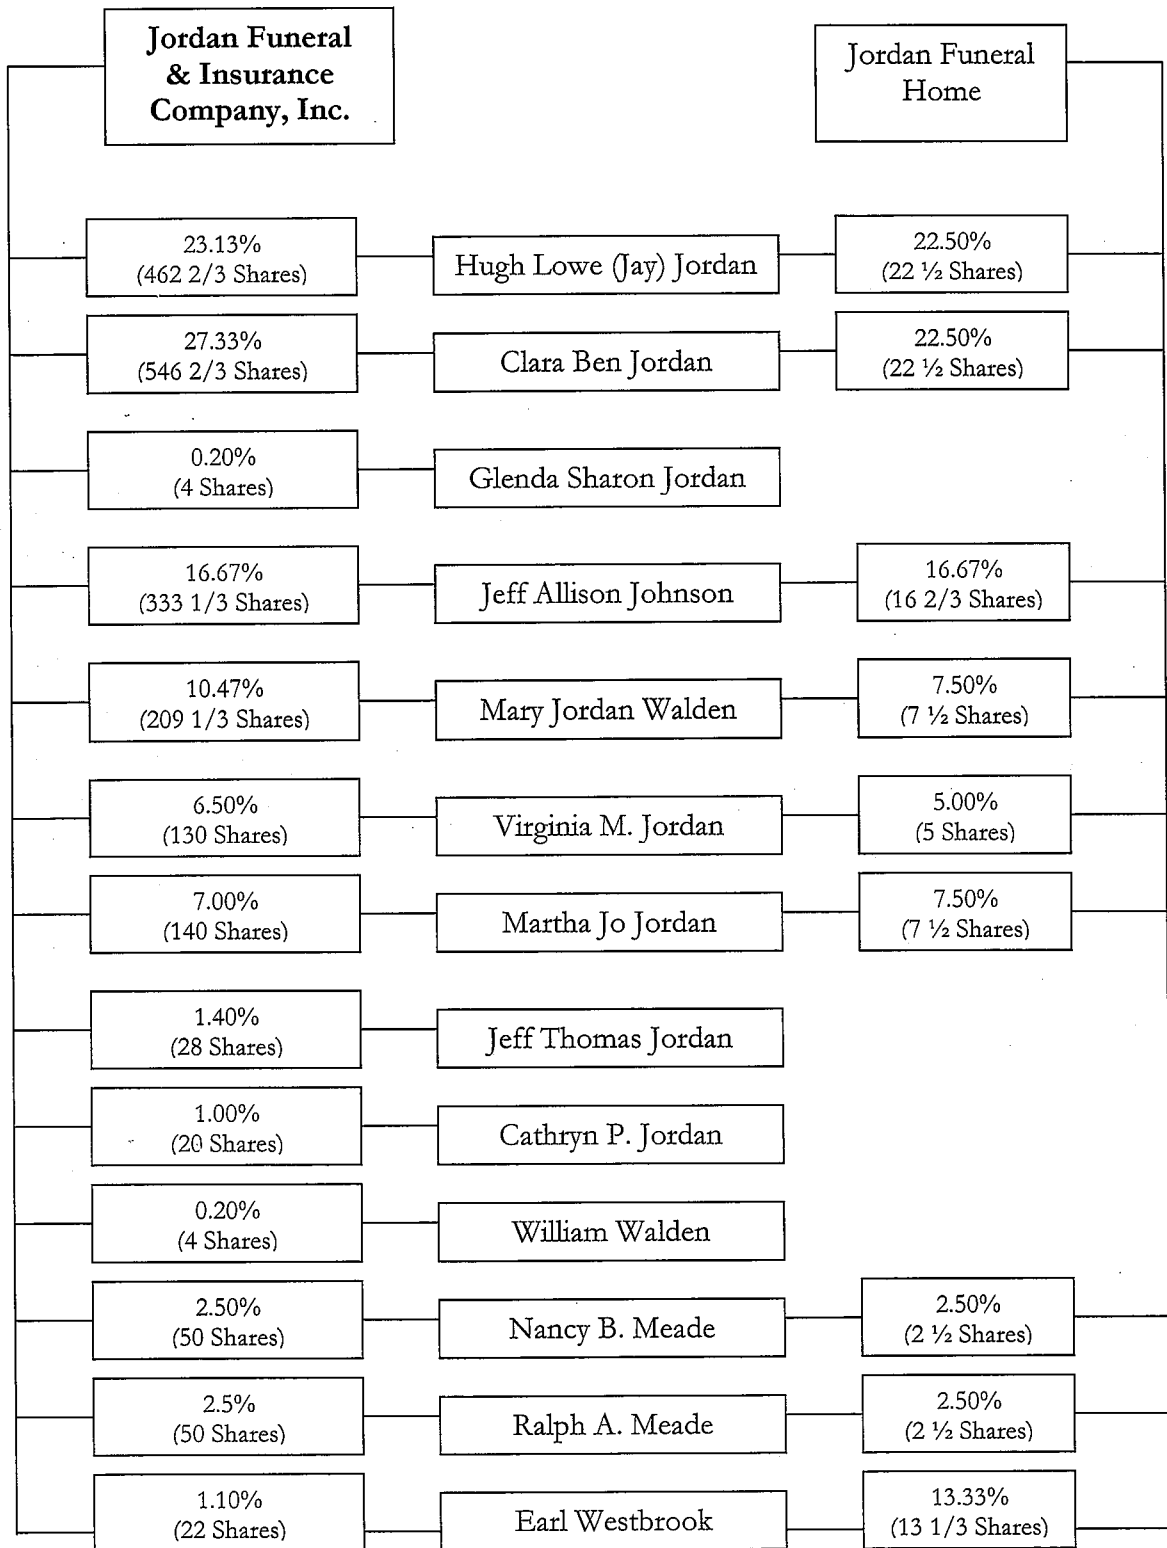 Jordan Funeral
& Insurance
Company, Inc.
Jordan Funeral
Home
23.13%
(462 2/3 Shares)
Hugh Lowe (Jay) Jordan
22.50%
(22 ½ Shares)
27.33%
(546 2/3 Shares)
Clara Ben Jordan
22.50%
(22 ½ Shares)
0.20%
(4 Shares)
Glenda Sharon Jordan
16.67%
(333 1/3 Shares)
Jeff Allison Johnson
16.67%
(16 2/3 Shares)
10.47%
(209 1/3 Shares)
Mary Jordan Walden
7.50%
(7 ½ Shares)
6.50%
(130 Shares)
Virginia M. Jordan
5.00%
(5 Shares)
7.00%
(140 Shares)
Martha Jo Jordan
7.50%
(7 ½ Shares)
1.40%
(28 Shares)
Jeff Thomas Jordan
1.00%
(20 Shares)
Cathryn P. Jordan
0.20%
(4 Shares)
William Walden
2.50%
(50 Shares)
Nancy B. Meade
2.50%
(2 ½ Shares)
2.5%
(50 Shares)
Ralph A. Meade
2.50%
(2 ½ Shares)
1.10%
(22 Shares)
Earl Westbrook
13.33%
(13 1/3 Shares)